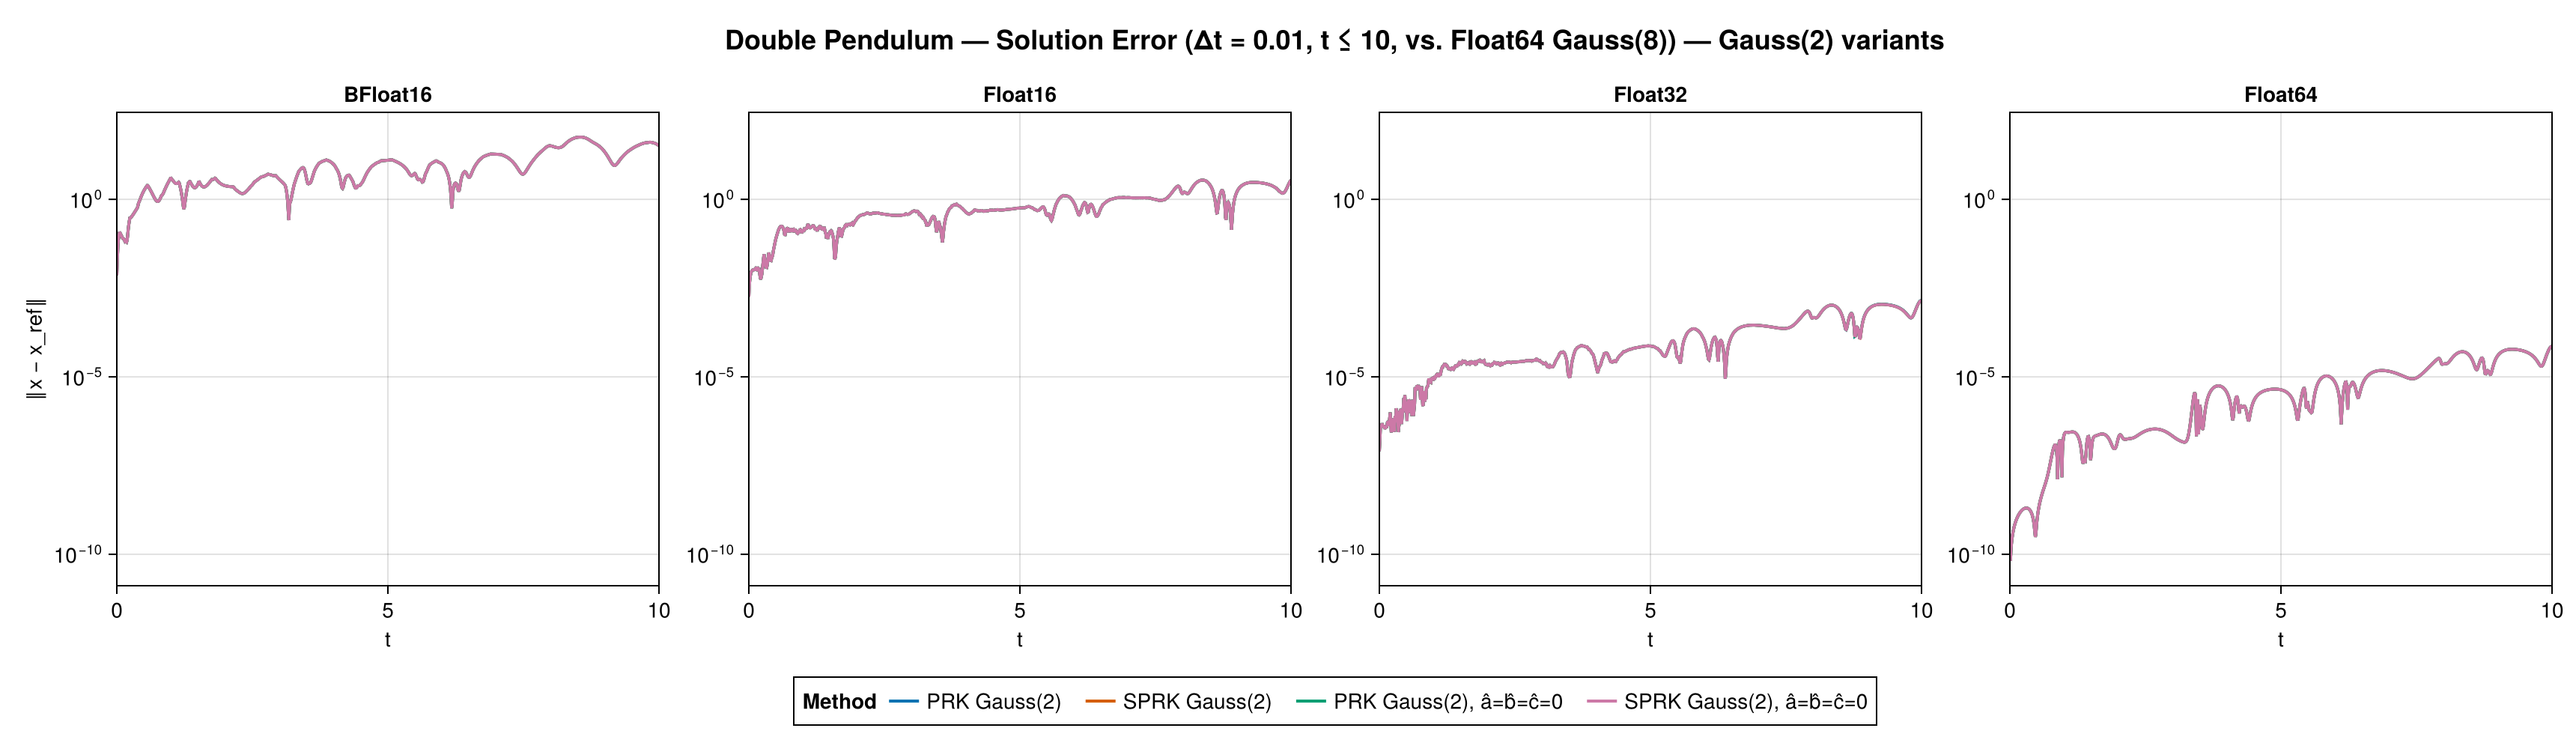 Double Pendulum — Solution Error (Δt = 0.01, t ≤ 10, vs. Float64 Gauss(8)) — Gauss(2) variants
BFloat16
Float16
Float32
Float64
‖x − x_ref‖
10⁰
10⁻⁵
10⁻¹⁰
0
5
10
t
10⁰
10⁻⁵
10⁻¹⁰
0
5
10
t
10⁰
10⁻⁵
10⁻¹⁰
0
5
10
t
10⁰
10⁻⁵
10⁻¹⁰
0
5
10
t
Method PRK Gauss(2) SPRK Gauss(2) PRK Gauss(2), â=b̂=ĉ=0 SPRK Gauss(2), â=b̂=ĉ=0